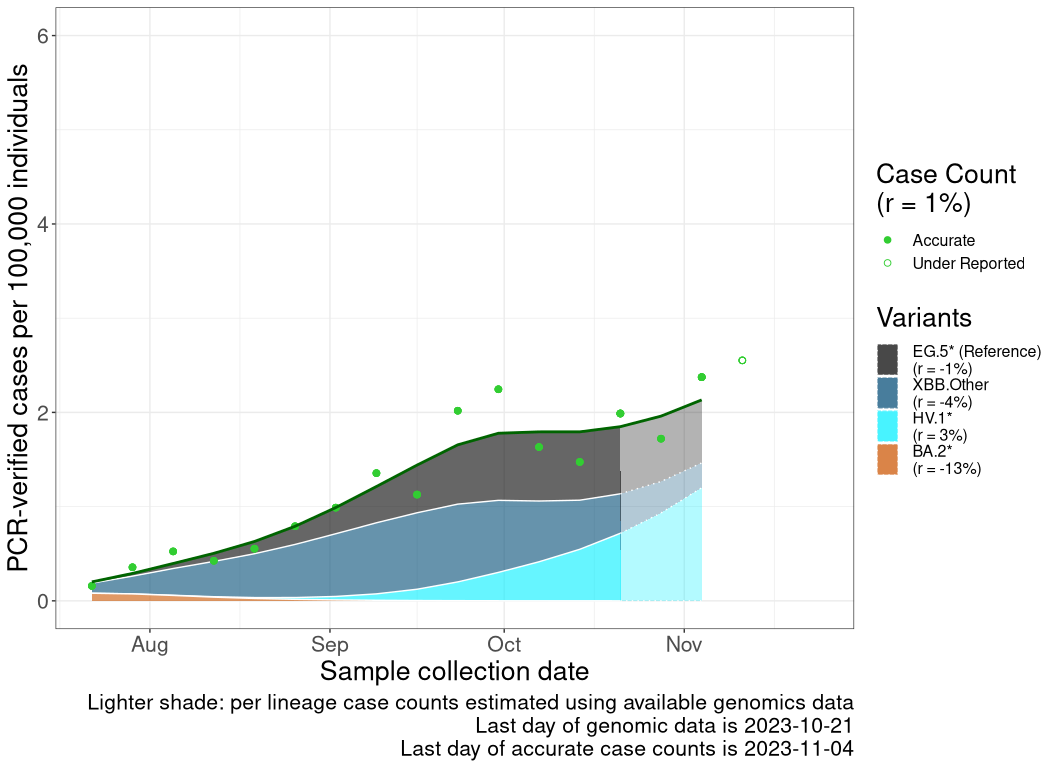 PCR-verified cases per 100,000 individuals
6
4
2
0
Aug Sep Oct Nov
Sample collection date
Lighter shade: per lineage case counts estimated using available genomics data
Last day of genomic data is 2023-10-21
Last day of accurate case counts is 2023-11-04
Case Count
(r = 1%)
Accurate
Under Reported
Variants
EG.5* (Reference)
(r = -1%)
XBB.Other
(r = -4%)
HV.1*
(r = 3%)
BA.2*
(r = -13%)